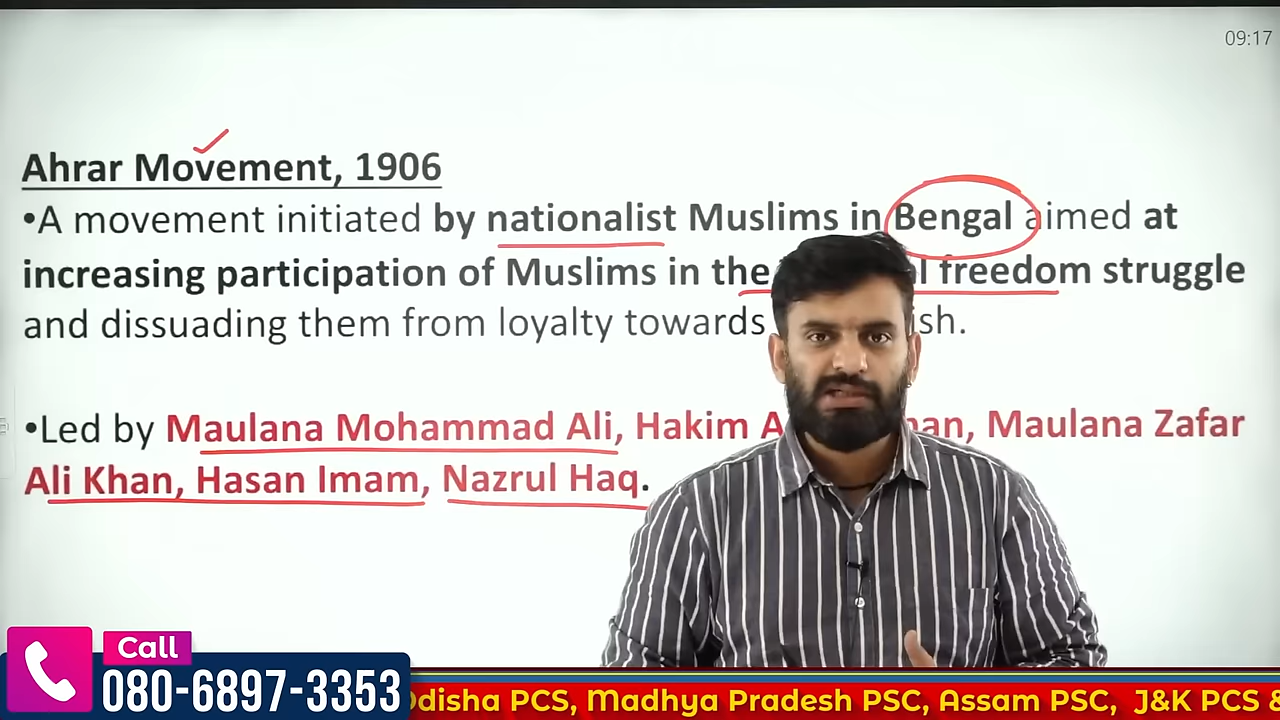 09:17
Ahrar Movement, 1906
•A movement initiated by nationalist Muslims in Bengal aimed at
increasing participation of Muslims in the freedom struggle
and dissuading them from loyalty towards
•Led by Maulana Mohammad Ali, Hakim Maulana Zafar
Ali Khan, Hasan Imam, Nazrul Haq.
Call
080-6897-3353
Odisha PCS, Madhya Pradesh PSC, Assam PSC, J&K PCS &